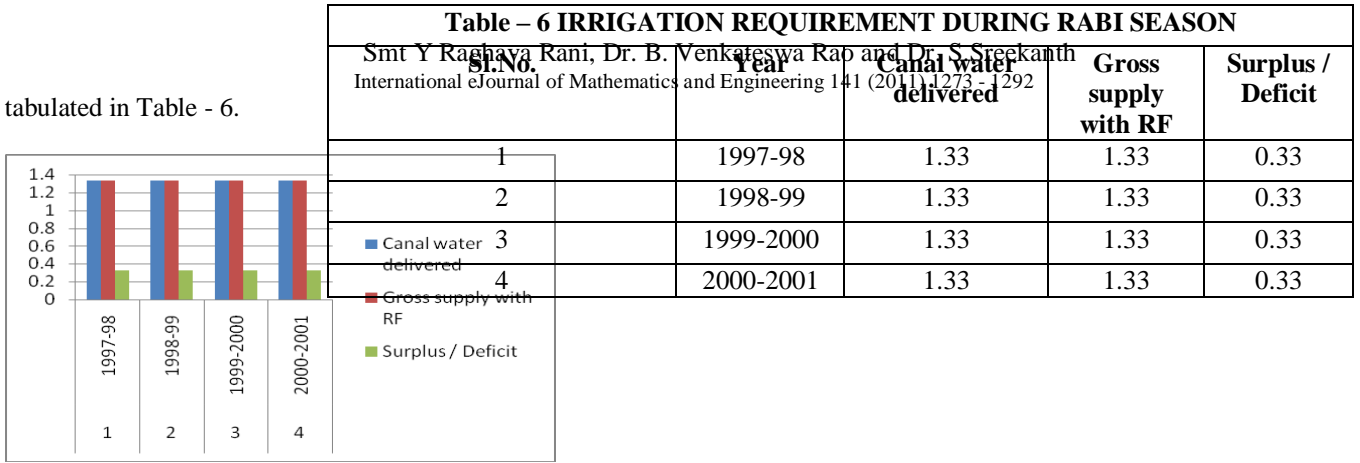 Table – 6 IRRIGATION REQUIREMENT DURING RABI SEASON
Smt Y Raghava Rani, Dr. B. Venkateswa Rao and Dr. S Sreekanth
International eJournal of Mathematics and Engineering 141 (2011) 1273 - 1292
Sl.No. Year Canal water delivered Gross supply with RF Surplus / Deficit
1 1997-98 1.33 1.33 0.33
2 1998-99 1.33 1.33 0.33
3 1999-2000 1.33 1.33 0.33
4 2000-2001 1.33 1.33 0.33
tabulated in Table - 6.
1.4
1.2
1
0.8
0.6
0.4
0.2
0
Canal water
delivered
Gross supply with
RF
Surplus / Deficit
1997-98 1998-99 1999-2000 2000-2001
1 2 3 4